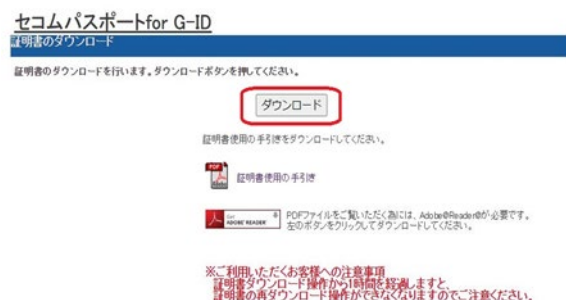 セコムパスポートfor G-ID
証明書のダウンロード
証明書のダウンロードを行います。ダウンロードボタンを押してください。
ダウンロード
証明書使用の手引きをダウンロードしてください。
PDF
証明書使用の手引き
Get ADOBE® READER®
PDFファイルをご覧いただく為には、Adobe®Reader®が必要です。
左のボタンをクリックしてダウンロードしてください。
※ご利用いただくお客様への注意事項
証明書ダウンロード操作から1時間を経過しますと、
証明書の再ダウンロード操作ができなくなりますのでご注意ください。